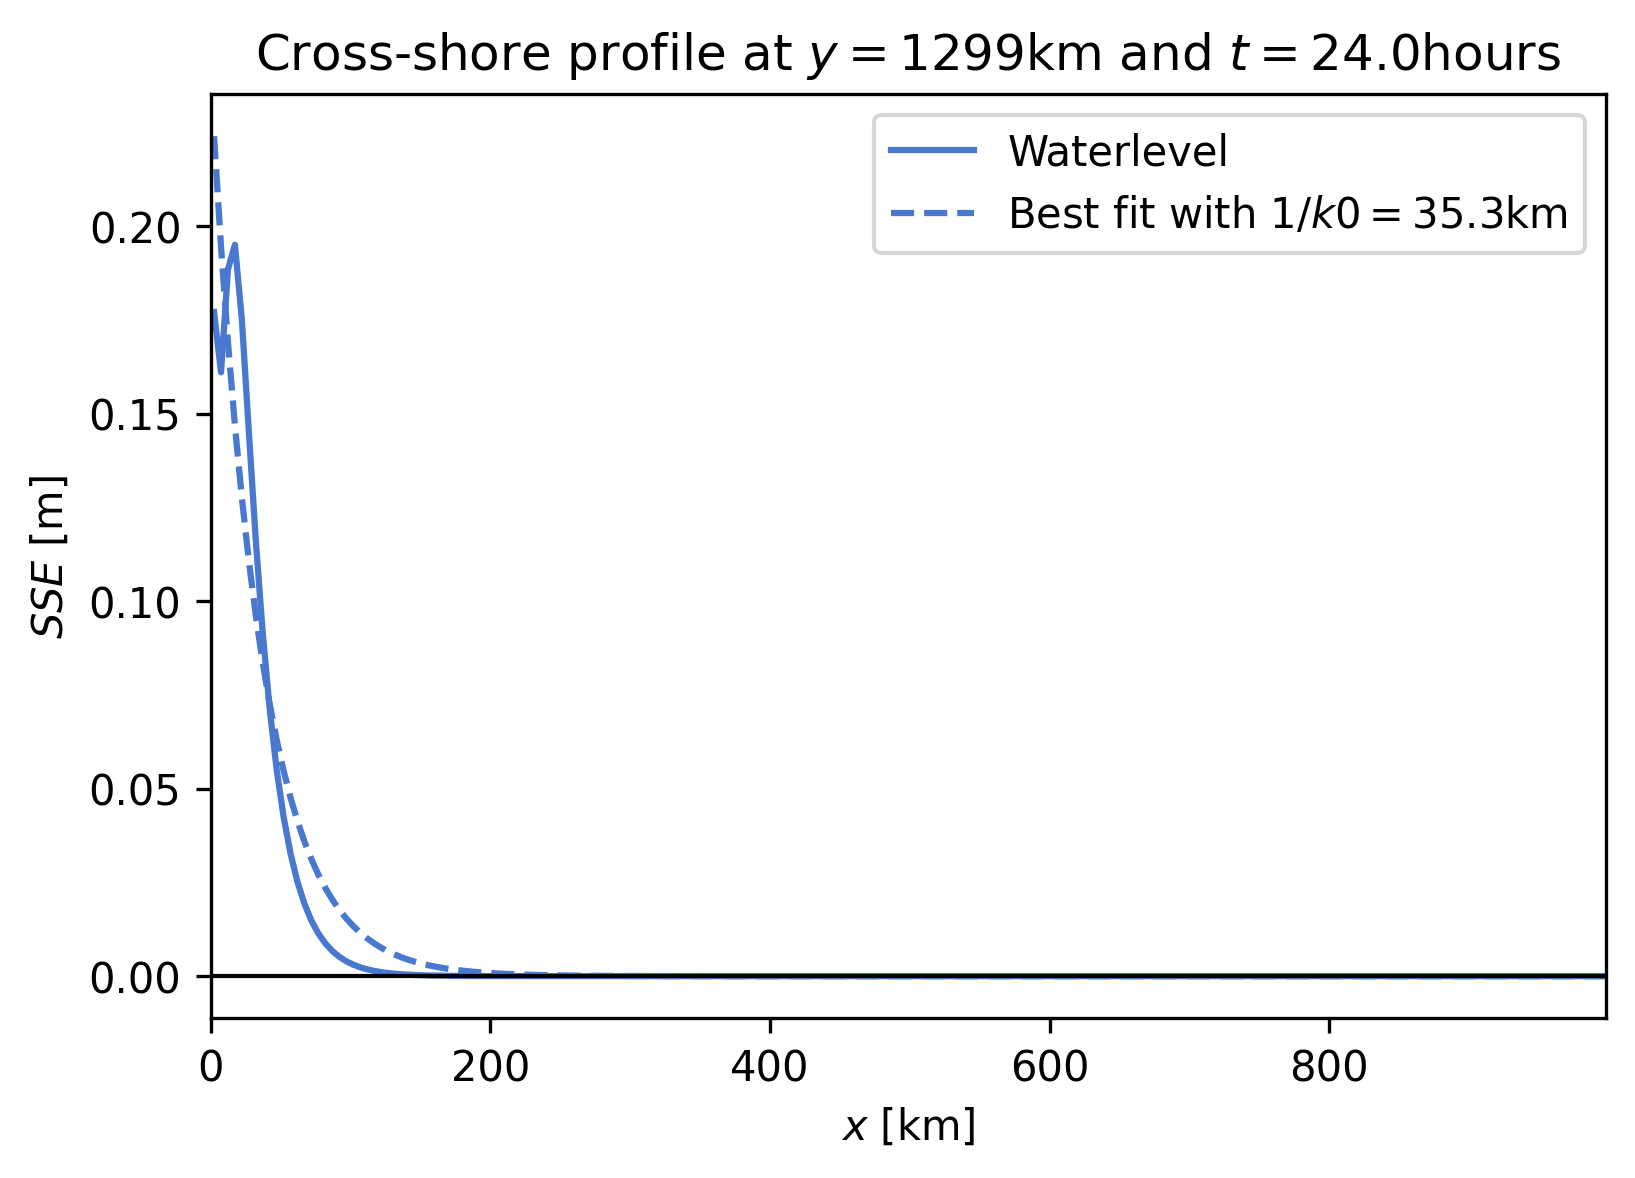 Cross-shore profile at y = 1299km and t = 24.0hours
Waterlevel
Best fit with 1/k0 = 35.3km
SSE [m]
0.20
0.15
0.10
0.05
0.00
0 200 400 600 800
x [km]